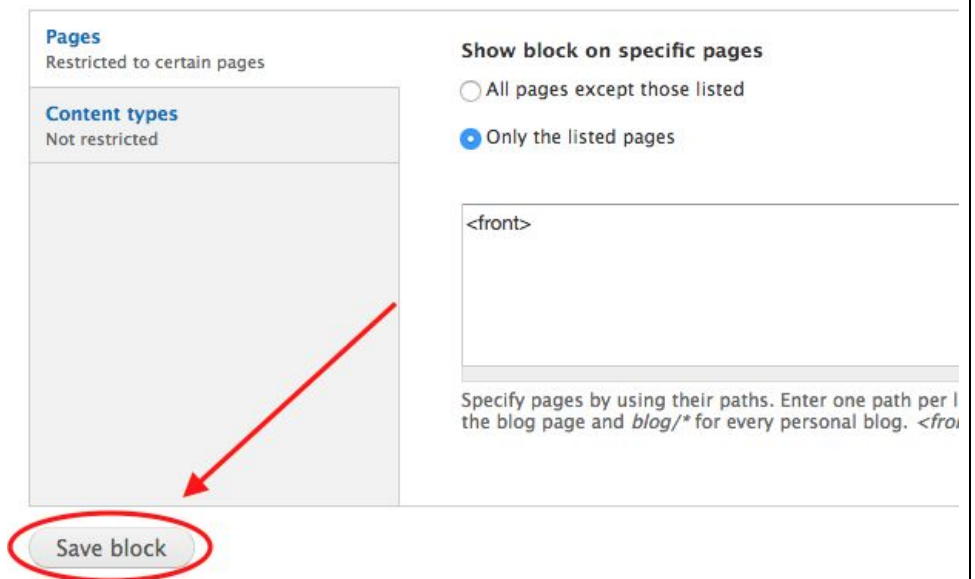 Pages
Restricted to certain pages
Content types
Not restricted
Show block on specific pages
All pages except those listed
Only the listed pages
<front>
Specify pages by using their paths. Enter one path per
the blog page and blog/* for every personal blog.
Save block